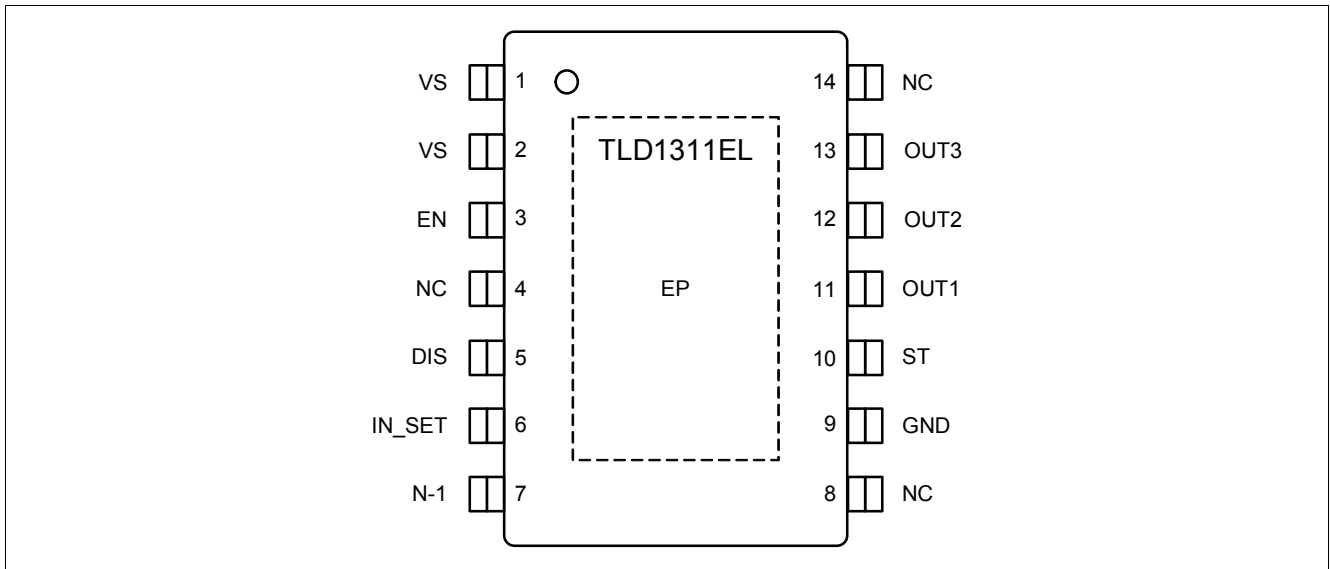 VS 1 14 NC
VS 2 TLD1311EL 13 OUT3
EN 3 12 OUT2
NC 4 EP 11 OUT1
DIS 5 10 ST
IN_SET 6 9 GND
N-1 7 8 NC